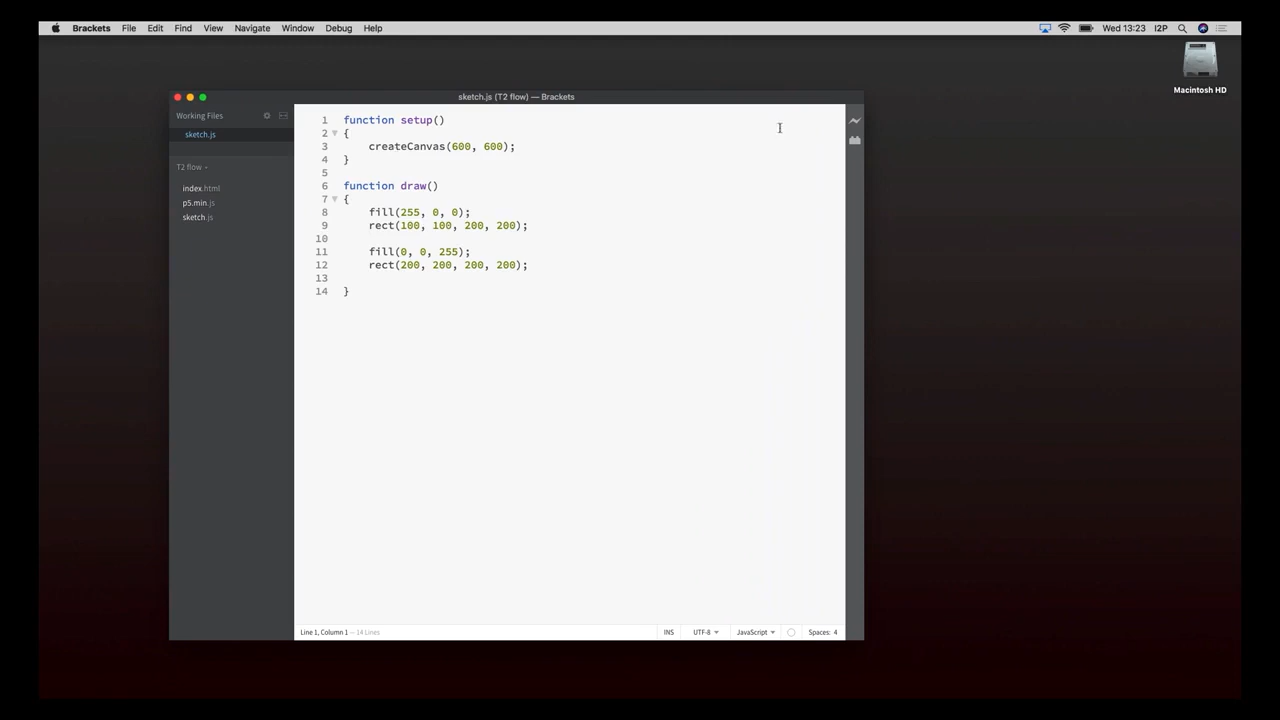 Brackets File Edit Find View Navigate Window Debug Help Wed 13:23 I2P
Macintosh HD
sketch.js (T2 flow) — Brackets
Working Files
sketch.js
T2 flow
index.html
p5.min.js
sketch.js
1 function setup()
2 {
3 createCanvas(600, 600);
4 }
5
6 function draw()
7 {
8 fill(255, 0, 0);
9 rect(100, 100, 200, 200);
10
11 fill(0, 0, 255);
12 rect(200, 200, 200, 200);
13
14 }
Line 1, Column 1 — 14 Lines INS UTF-8 JavaScript Spaces: 4